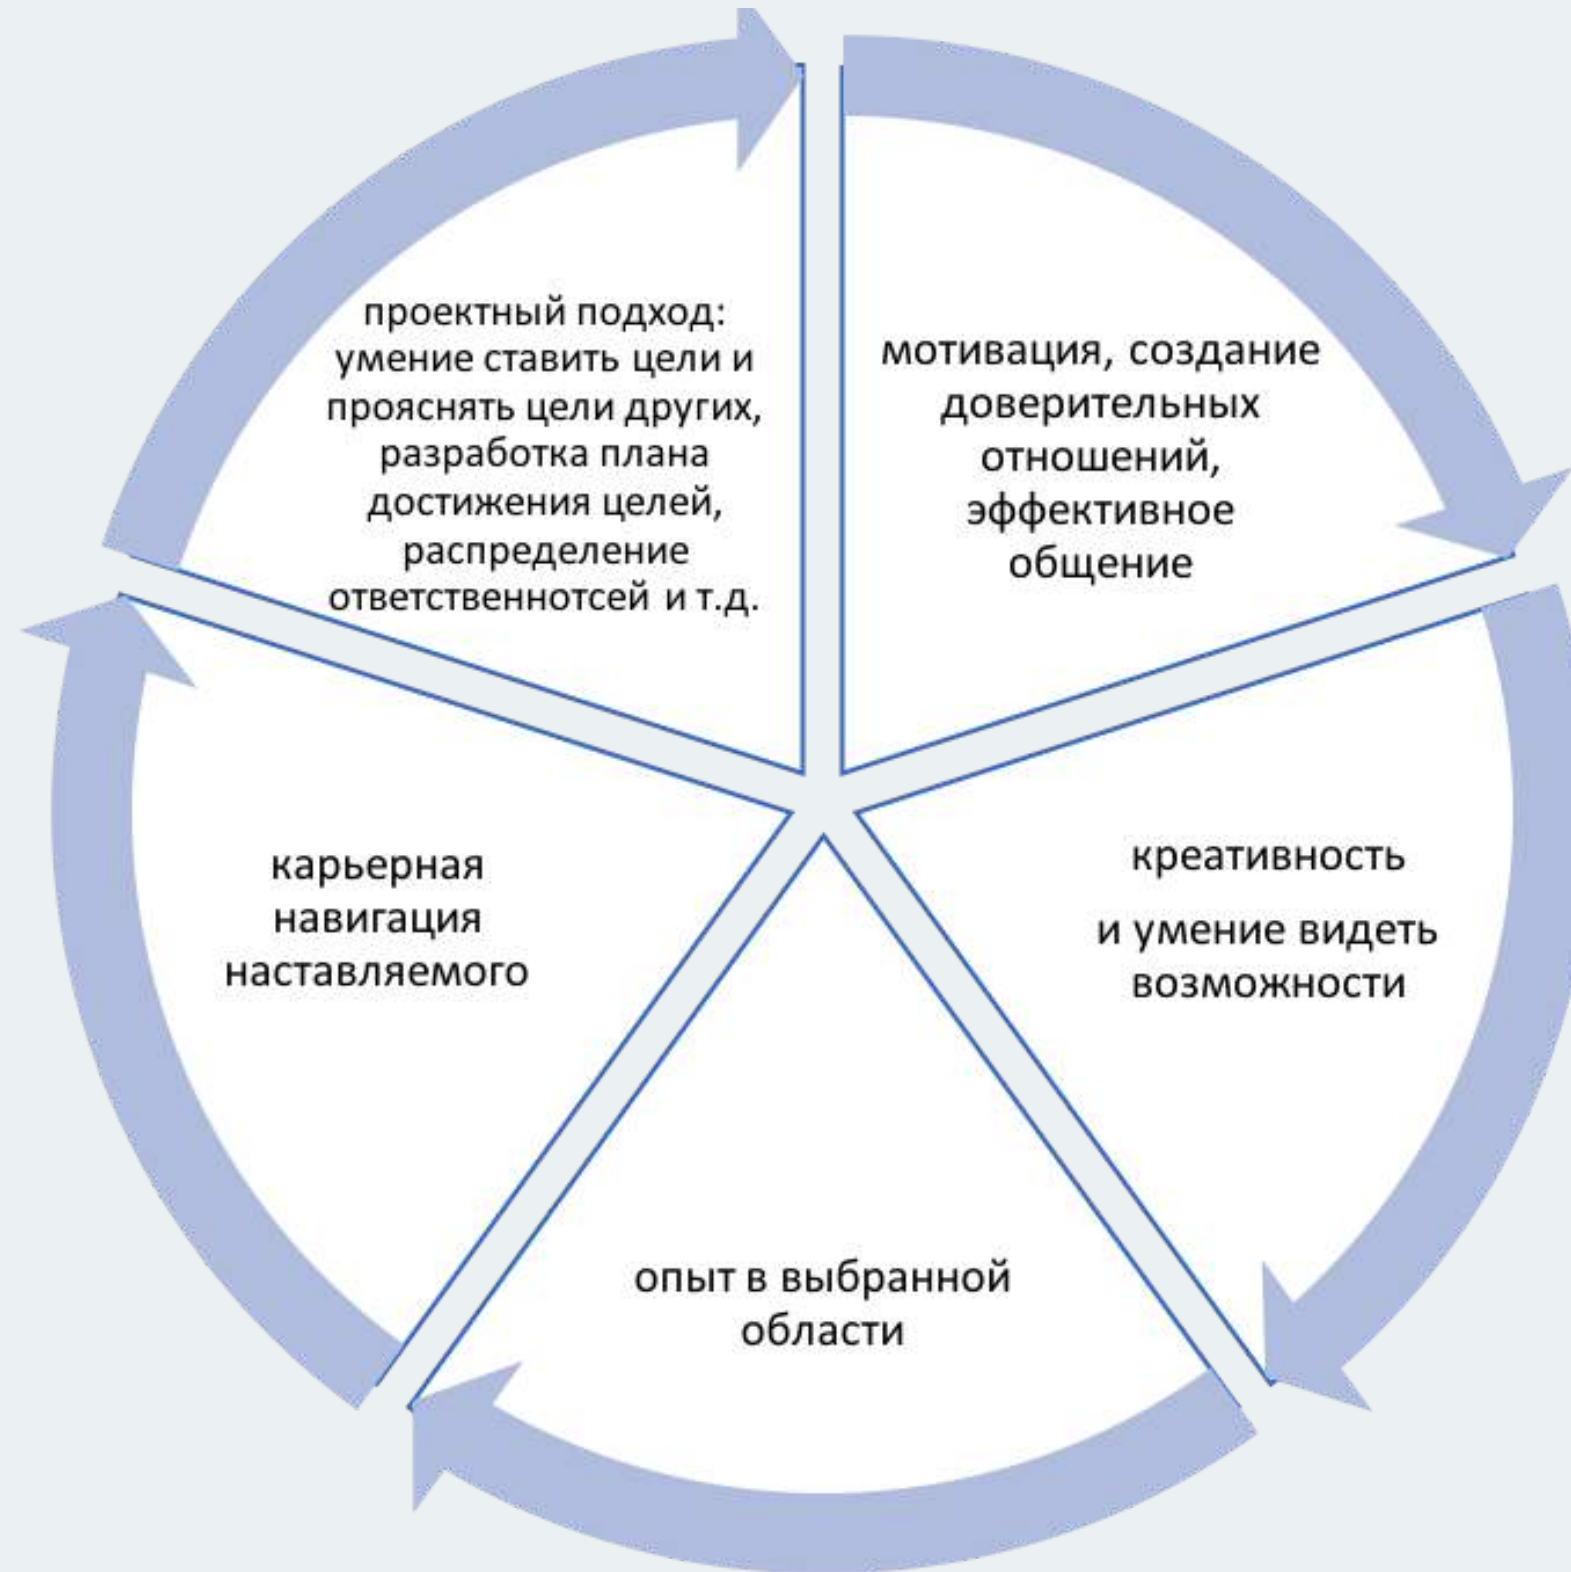 проектный подход:
умение ставить цели и
прояснять цели других,
разработка плана
достижения целей,
распределение
ответственнотсей и т.д.
мотивация, создание
доверительных
отношений,
эффективное
общение
креативность
и умение видеть
возможности
опыт в выбранной
области
карьерная
навигация
наставляемого